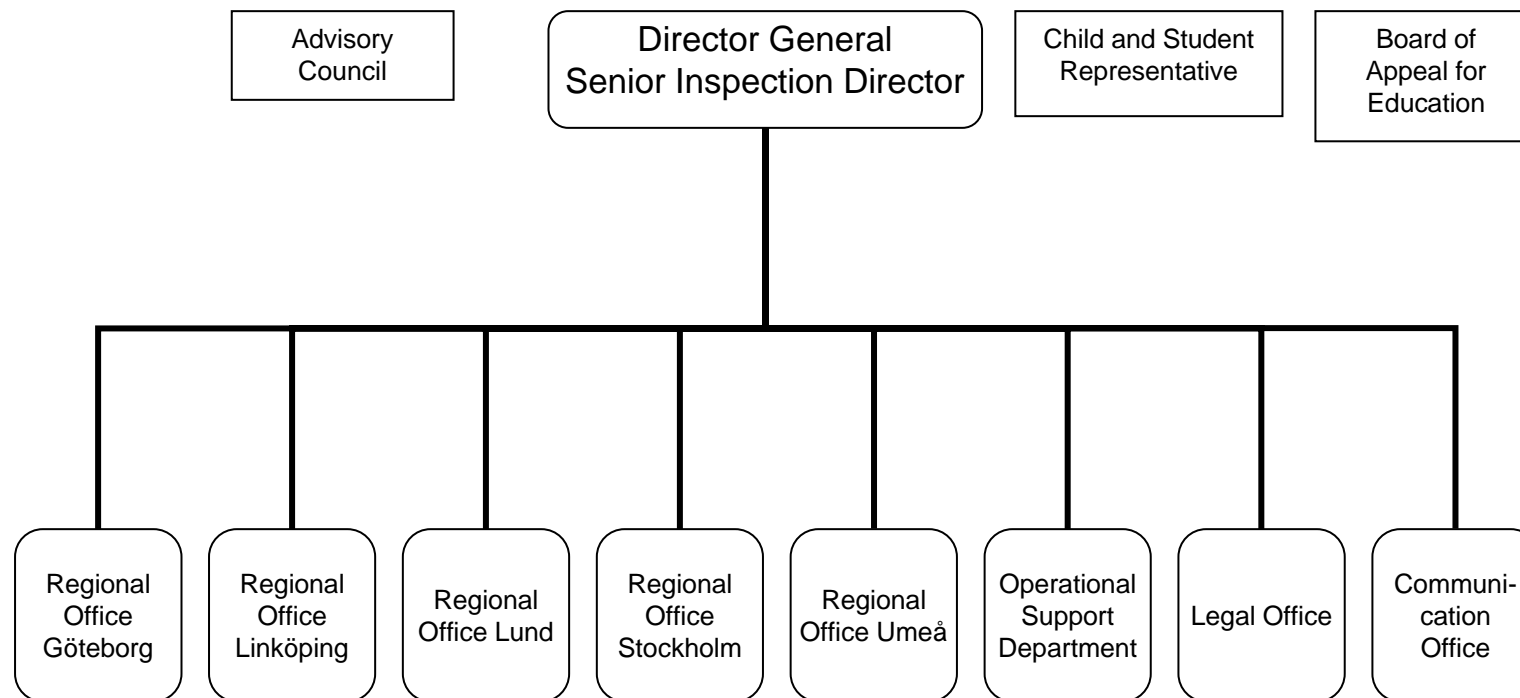 Advisory
Council
Director General
Senior Inspection Director
Child and Student
Representative
Board of
Appeal for
Education
Regional
Office
Göteborg
Regional
Office
Linköping
Regional
Office Lund
Regional
Office
Stockholm
Regional
Office Umeå
Operational
Support
Department
Legal Office
Communi-
cation
Office